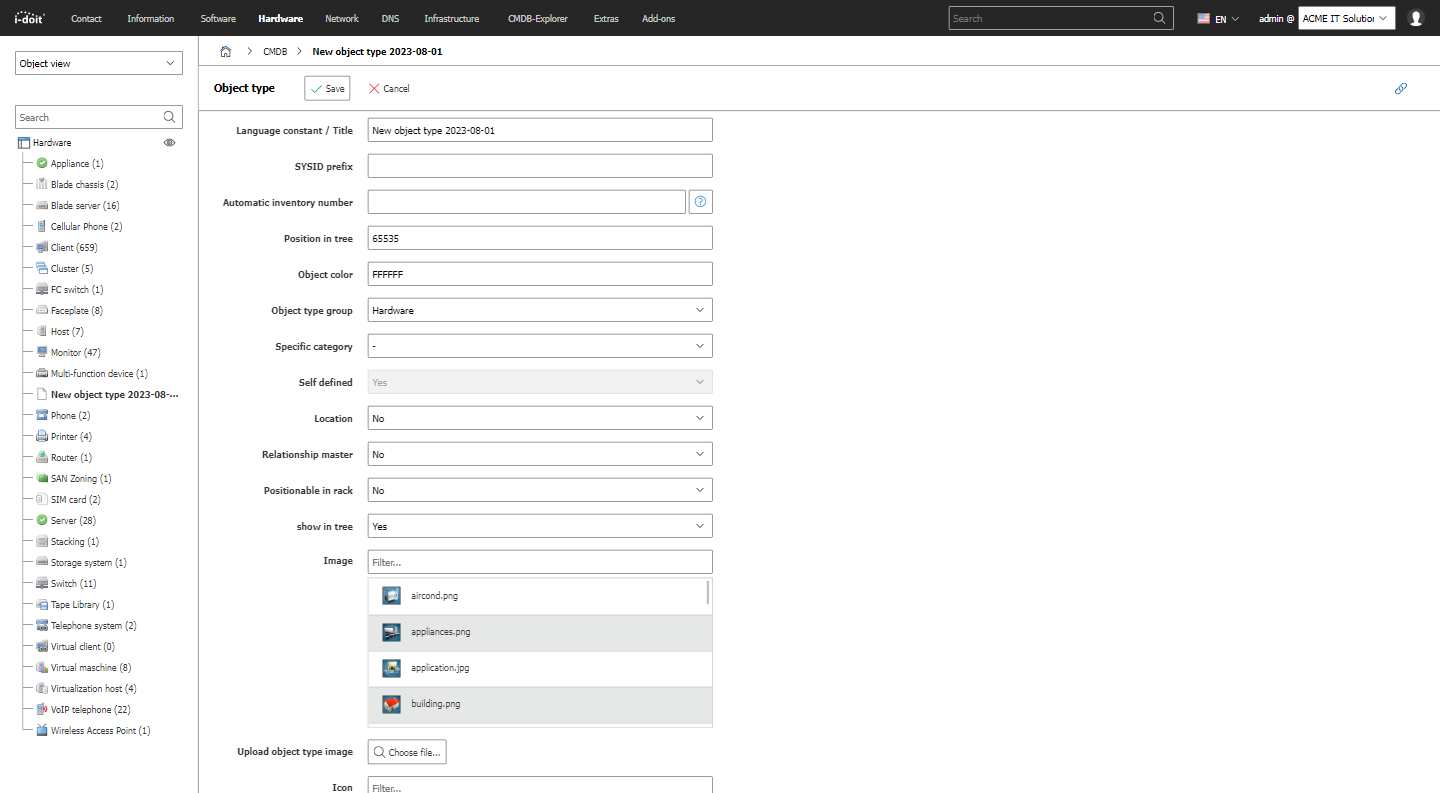 i-doit
Contact
Information
Software
Hardware
Network
DNS
Infrastructure
CMDB-Explorer
Extras
Add-ons
Search
EN
admin @
ACME IT Solution
Object view
CMDB
New object type 2023-08-01
Object type
Save
Cancel
Search
Hardware
Appliance (1)
Blade chassis (2)
Blade server (16)
Cellular Phone (2)
Client (659)
Cluster (5)
FC switch (1)
Faceplate (8)
Host (7)
Monitor (47)
Multi-function device (1)
New object type 2023-08-...
Phone (2)
Printer (4)
Router (1)
SAN Zoning (1)
SIM card (2)
Server (28)
Stacking (1)
Storage system (1)
Switch (11)
Tape Library (1)
Telephone system (2)
Virtual client (0)
Virtual maschine (8)
Virtualization host (4)
VoIP telephone (22)
Wireless Access Point (1)
Language constant / Title
New object type 2023-08-01
SYSID prefix
Automatic inventory number
Position in tree
65535
Object color
FFFFFF
Object type group
Hardware
Specific category
-
Self defined
Yes
Location
No
Relationship master
No
Positionable in rack
No
show in tree
Yes
Image
Filter...
aircond.png
appliances.png
application.jpg
building.png
Upload object type image
Choose file...
Icon
Filter...